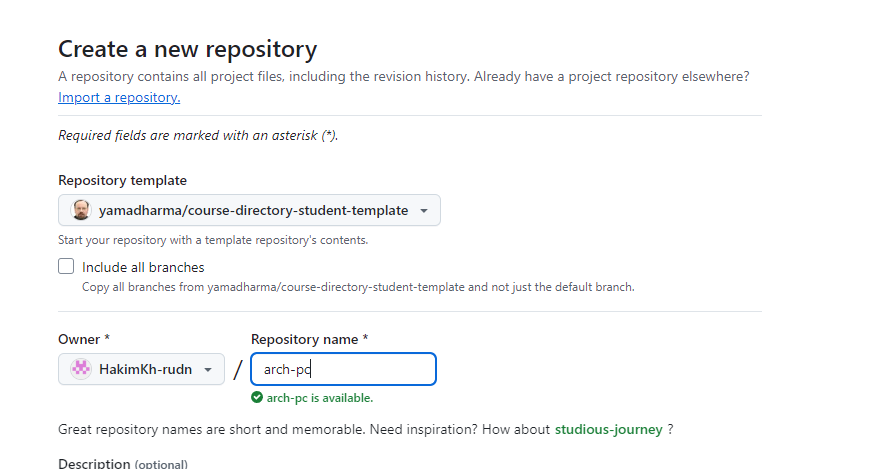 Create a new repository
A repository contains all project files, including the revision history. Already have a project repository elsewhere?
Import a repository.
Required fields are marked with an asterisk (*).
Repository template
yamadharma/course-directory-student-template
Start your repository with a template repository's contents.
Include all branches
Copy all branches from yamadharma/course-directory-student-template and not just the default branch.
Owner * Repository name *
HakimKh-rudn / arch-pc
arch-pc is available.
Great repository names are short and memorable. Need inspiration? How about studious-journey ?
Description (optional)